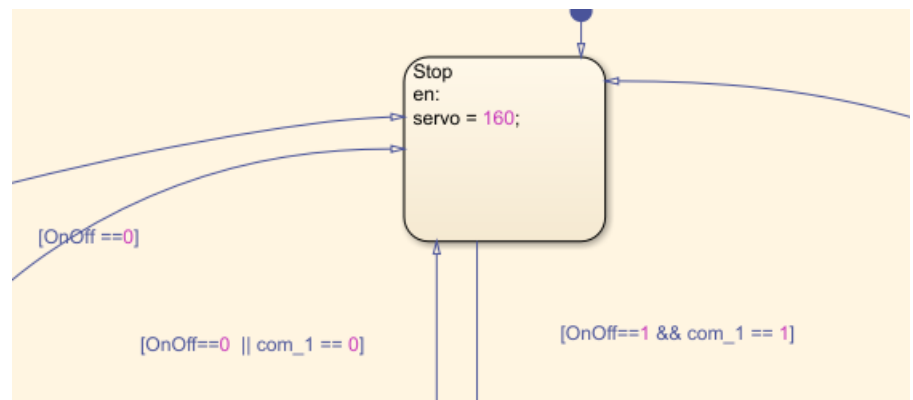 Stop
en:
servo = 160;
[OnOff ==0]
[OnOff==0 || com_1 == 0]
[OnOff==1 && com_1 == 1]